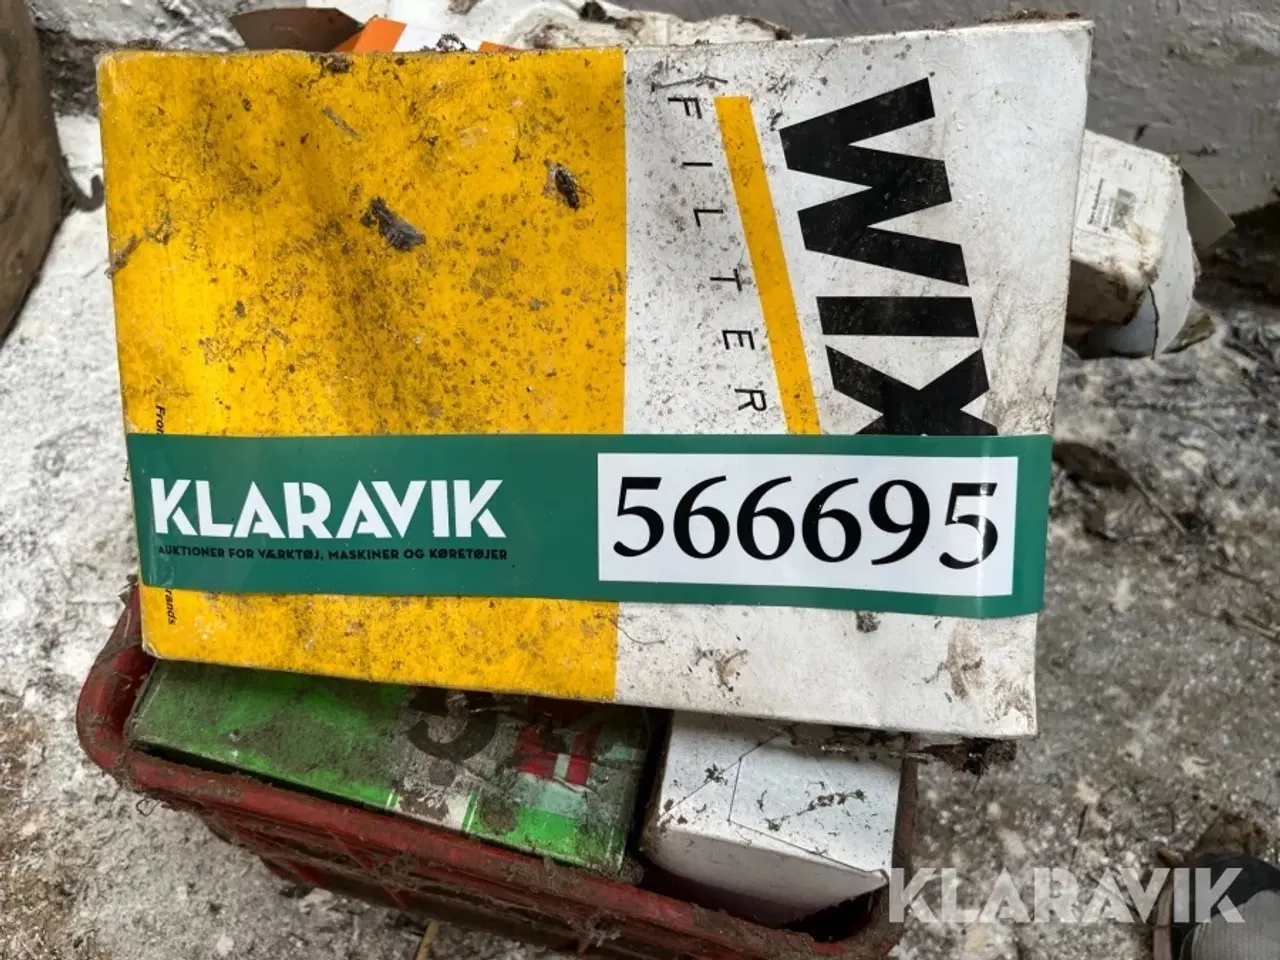 WIX
FILTER
KLARAVIK
AUKTIONER FOR VÆRKTØJ, MASKINER OG KØRETØJER
566695
KLARAVIK